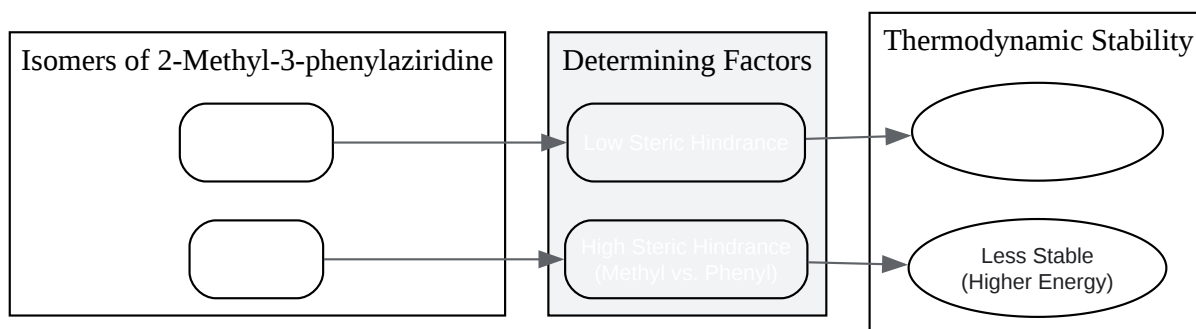 Isomers of 2-Methyl-3-phenylaziridine
Determining Factors
Thermodynamic Stability
Low Steric Hindrance
High Steric Hindrance
(Methyl vs. Phenyl)
Less Stable
(Higher Energy)